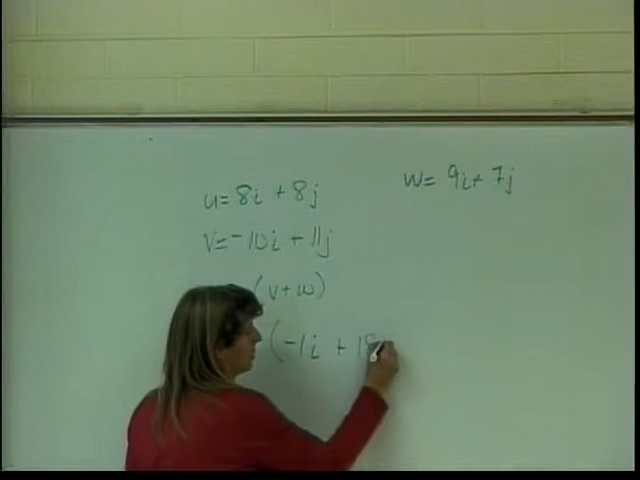 u=8i+8j
w=9i+7j
v=-10i+11j
(v+w)
(-1i + 18